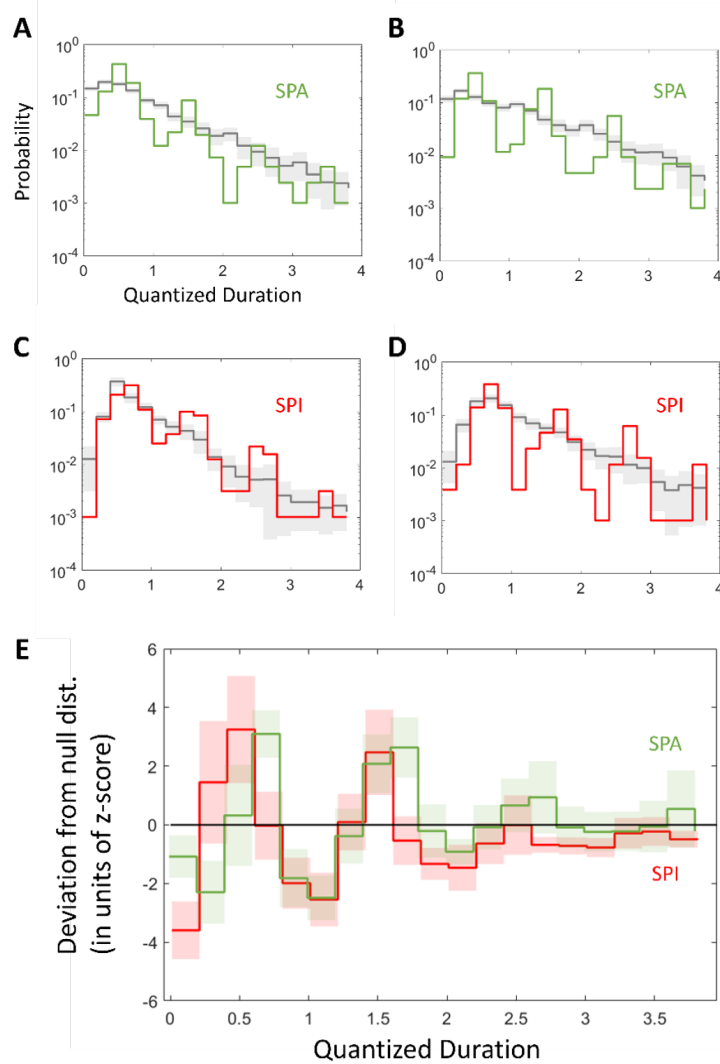 A
B
10^0
10^-1
10^-2
10^-3
10^-4
Probability
SPA
0 1 2 3 4
Quantized Duration
10^0
10^-1
10^-2
10^-3
10^-4
SPA
0 1 2 3 4
C
D
10^0
10^-1
10^-2
10^-3
10^-4
SPI
0 1 2 3 4
10^0
10^-1
10^-2
10^-3
10^-4
SPI
0 1 2 3 4
E
Deviation from null dist.
(in units of z-score)
6
4
2
0
-2
-4
-6
SPA
SPI
0 0.5 1 1.5 2 2.5 3 3.5
Quantized Duration